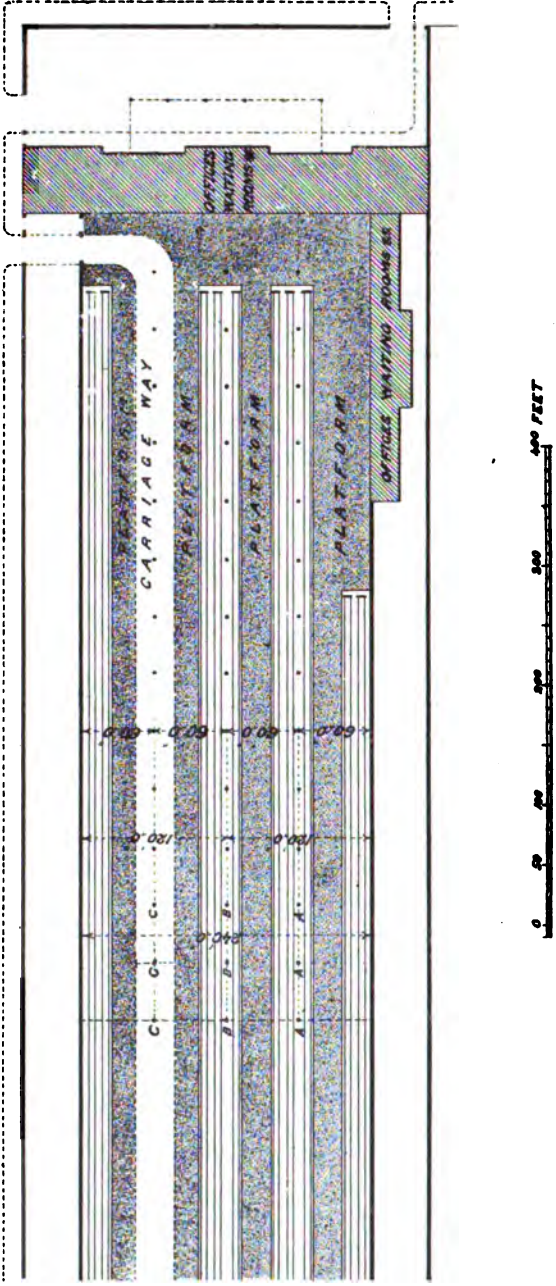 OFFICES
WAITING
ROOMS &c
OFFICES WAITING ROOMS &c
PLATFORM
CARRIAGE WAY
PLATFORM
PLATFORM
PLATFORM
60.0 60.0 60.0 60.0
120.0 120.0
240.0
C B A
C B A
C B A
0 50 100 200 300 400 FEET